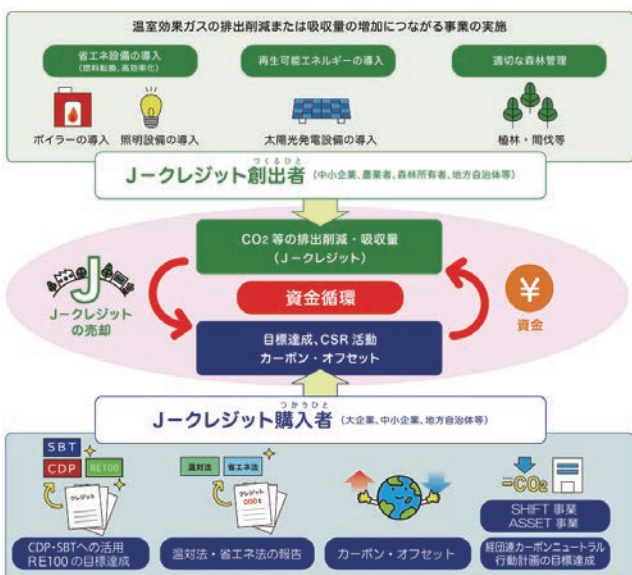 温室効果ガスの排出削減または吸収量の増加につながる事業の実施
省エネ設備の導入
(燃料転換、高効率化)
再生可能エネルギーの導入
適切な森林管理
ボイラーの導入
照明設備の導入
太陽光発電設備の導入
植林・間伐等
つくるひと
J-クレジット創出者（中小企業、農業者、森林所有者、地方自治体等）
CO2 等の排出削減・吸収量
（J-クレジット）
J
J-クレジット
の売却
資金循環
¥
資金
目標達成、CSR 活動
カーボン・オフセット
つかうひと
J-クレジット購入者（大企業、中小企業、地方自治体等）
SBT
CDP
RE100
クレジット
CDP・SBTへの活用
RE100 の目標達成
温対法
省エネ法
クレジット
000t
温対法・省エネ法の報告
カーボン・オフセット
CO2
SHIFT 事業
ASSET 事業
経団連カーボンニュートラル
行動計画の目標達成